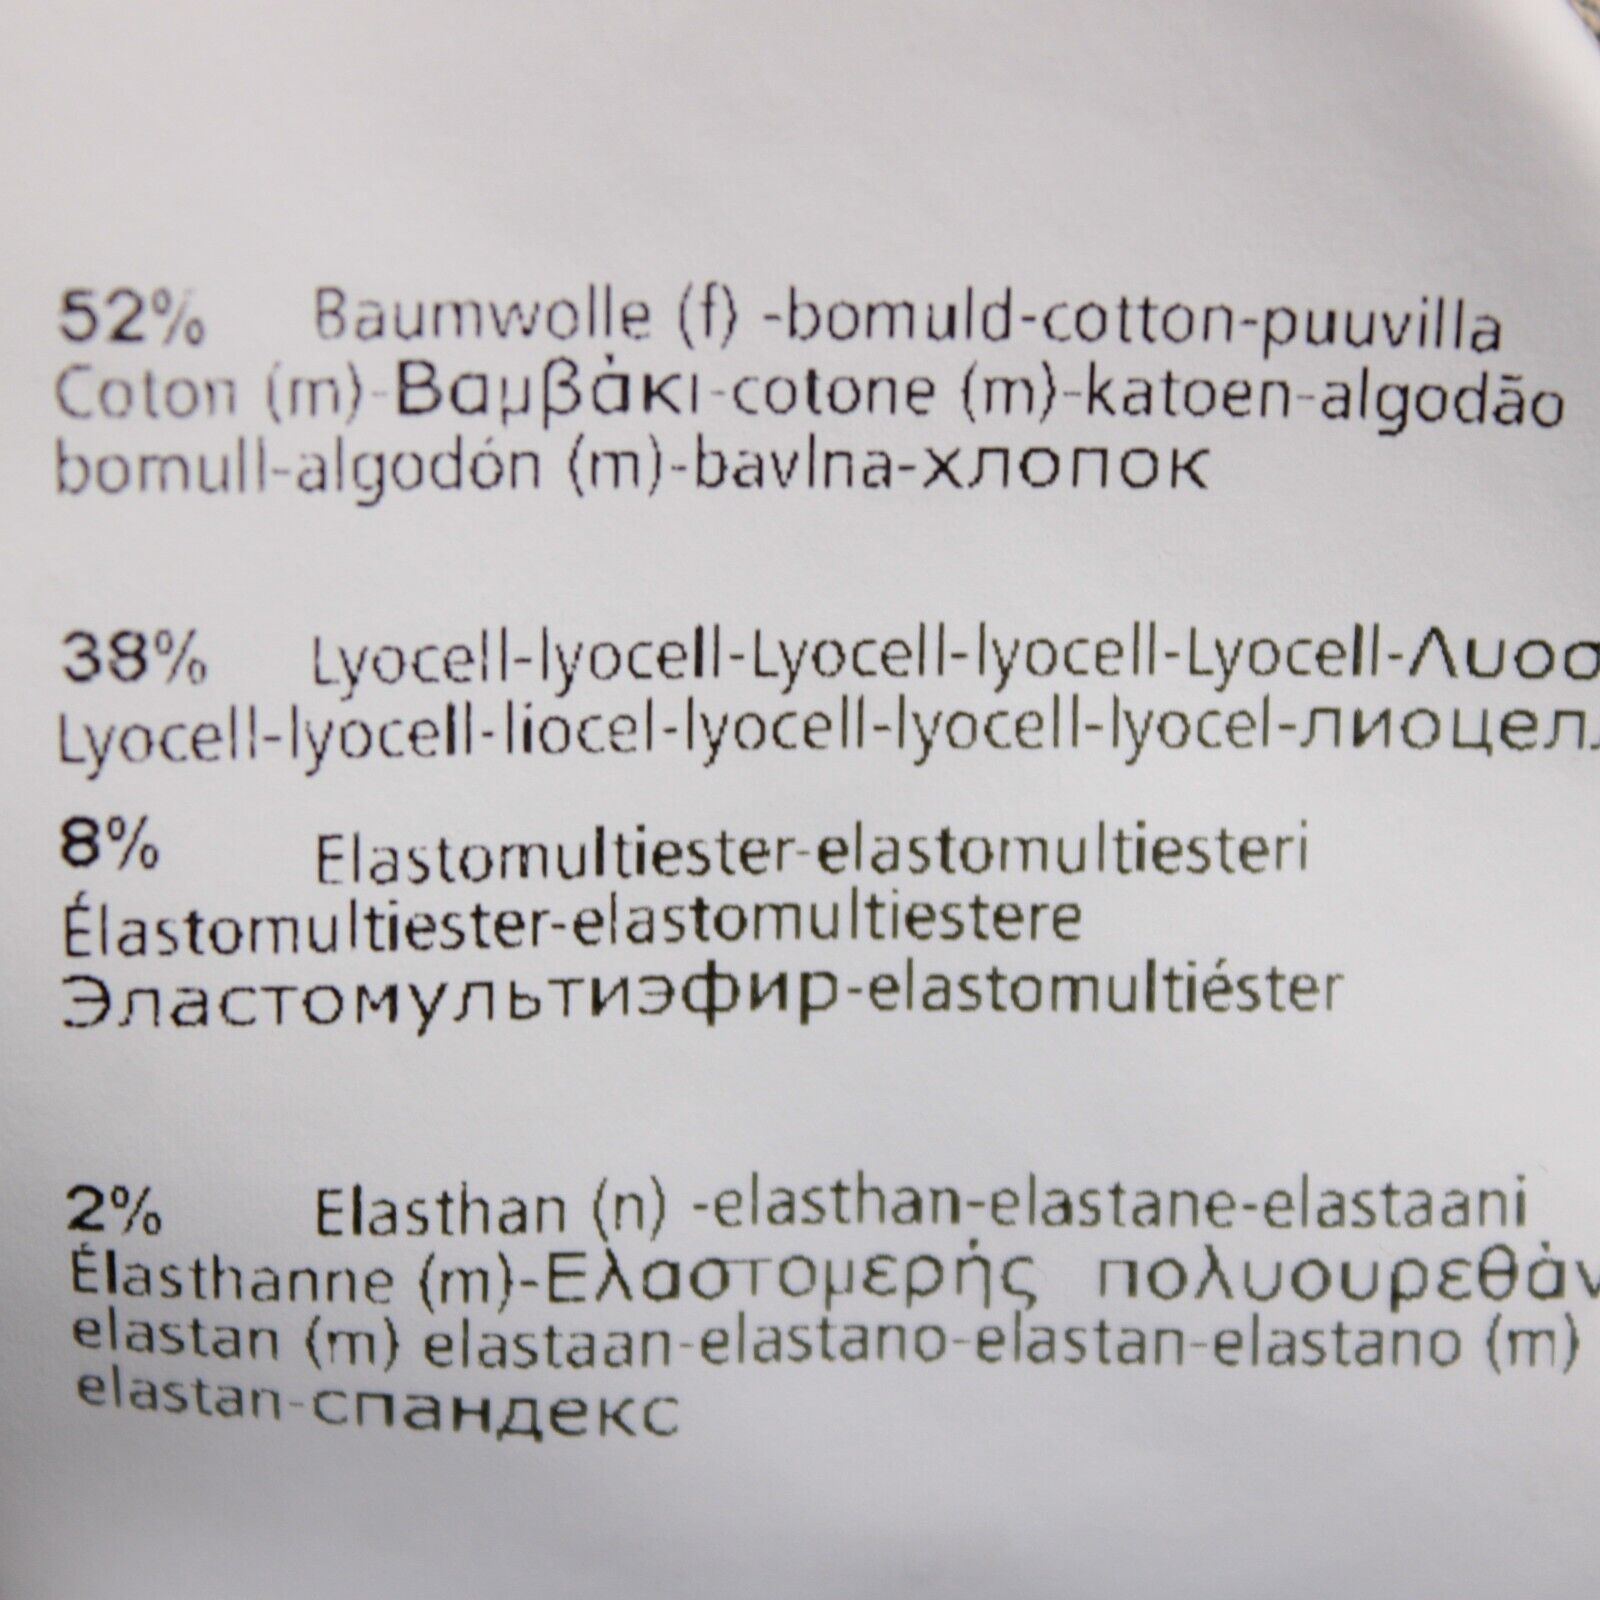 52% Baumwolle (f) -bomuld-cotton-puuvilla
Coton (m)-Βαμβάκι-cotone (m)-katoen-algodão
bomull-algodón (m)-bavlna-хлопок
38% Lyocell-lyocell-Lyocell-lyocell-Lyocell-Λυοσ
Lyocell-lyocell-liocel-lyocell-lyocell-lyocel-лиоцел
8% Elastomultiester-elastomultiesteri
Élastomultiester-elastomultiestere
Эластомультиэфир-elastomultiéster
2% Elasthan (n) -elasthan-elastane-elastaani
Élasthanne (m)-Ελαστομερής πολυουρεθάν
elastan (m) elastaan-elastano-elastan-elastano (m)
elastan-спандекс